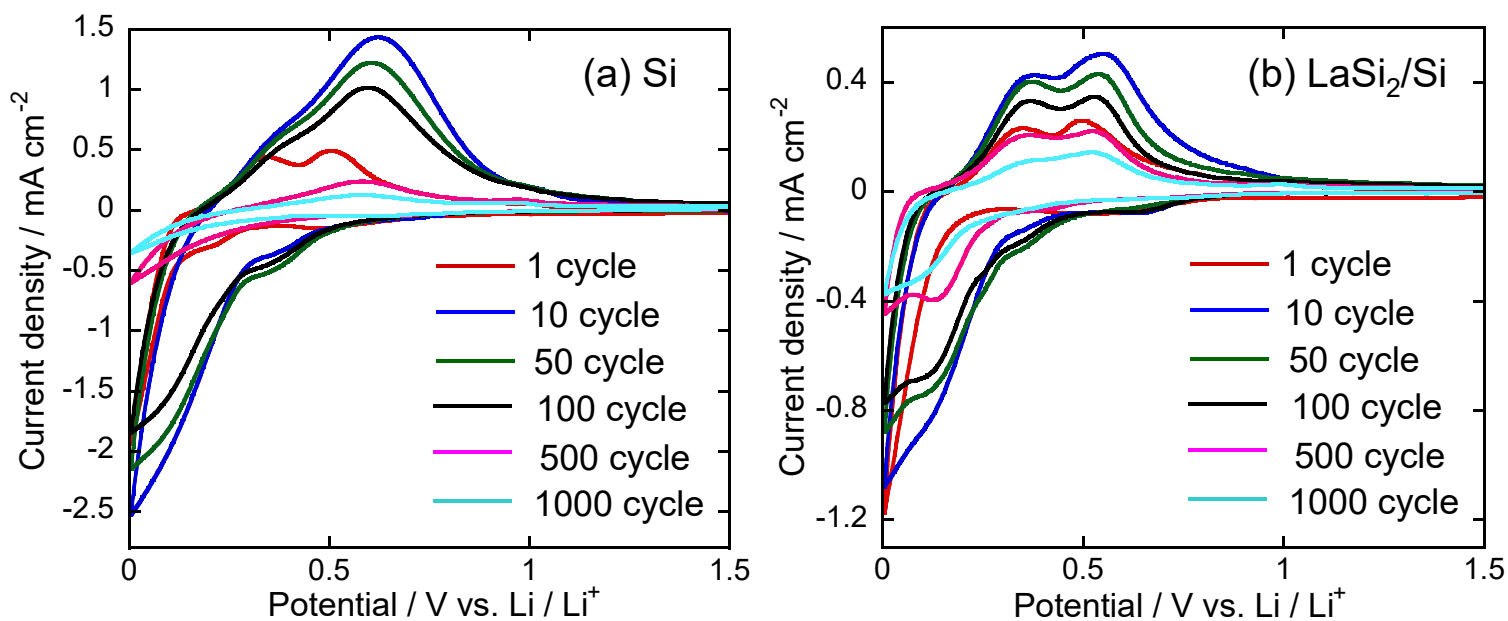 (a) Si
Current density / mA cm⁻²
1.5
1
0.5
0
-0.5
-1
-1.5
-2
-2.5
1 cycle
10 cycle
50 cycle
100 cycle
500 cycle
1000 cycle
0 0.5 1 1.5
Potential / V vs. Li / Li⁺
(b) LaSi₂/Si
Current density / mA cm⁻²
0.4
0
-0.4
-0.8
-1.2
1 cycle
10 cycle
50 cycle
100 cycle
500 cycle
1000 cycle
0 0.5 1 1.5
Potential / V vs. Li / Li⁺